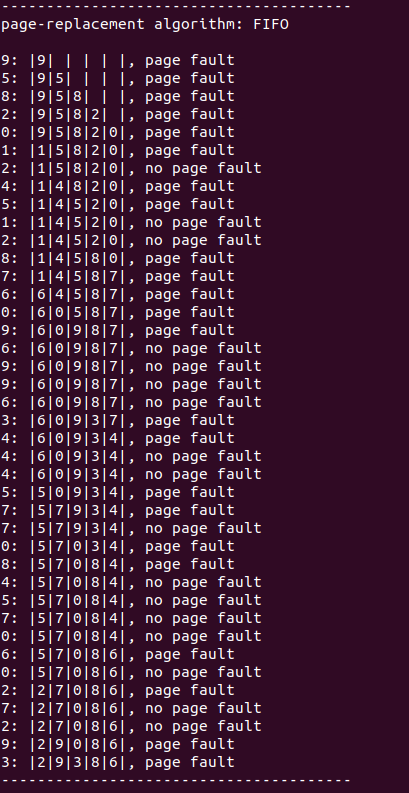 ---------------------------------------
page-replacement algorithm: FIFO
9: |9| | | | |, page fault
5: |9|5| | | |, page fault
8: |9|5|8| | |, page fault
2: |9|5|8|2| |, page fault
0: |9|5|8|2|0|, page fault
1: |1|5|8|2|0|, page fault
2: |1|5|8|2|0|, no page fault
4: |1|4|8|2|0|, page fault
5: |1|4|5|2|0|, page fault
1: |1|4|5|2|0|, no page fault
2: |1|4|5|2|0|, no page fault
8: |1|4|5|8|0|, page fault
7: |1|4|5|8|7|, page fault
6: |6|4|5|8|7|, page fault
0: |6|0|5|8|7|, page fault
9: |6|0|9|8|7|, page fault
6: |6|0|9|8|7|, no page fault
9: |6|0|9|8|7|, no page fault
9: |6|0|9|8|7|, no page fault
6: |6|0|9|8|7|, no page fault
3: |6|0|9|3|7|, page fault
4: |6|0|9|3|4|, page fault
4: |6|0|9|3|4|, no page fault
4: |6|0|9|3|4|, no page fault
5: |5|0|9|3|4|, page fault
7: |5|7|9|3|4|, page fault
7: |5|7|9|3|4|, no page fault
0: |5|7|0|3|4|, page fault
8: |5|7|0|8|4|, page fault
4: |5|7|0|8|4|, no page fault
5: |5|7|0|8|4|, no page fault
7: |5|7|0|8|4|, no page fault
0: |5|7|0|8|4|, no page fault
6: |5|7|0|8|6|, page fault
0: |5|7|0|8|6|, no page fault
2: |2|7|0|8|6|, page fault
7: |2|7|0|8|6|, no page fault
2: |2|7|0|8|6|, no page fault
9: |2|9|0|8|6|, page fault
3: |2|9|3|8|6|, page fault
---------------------------------------